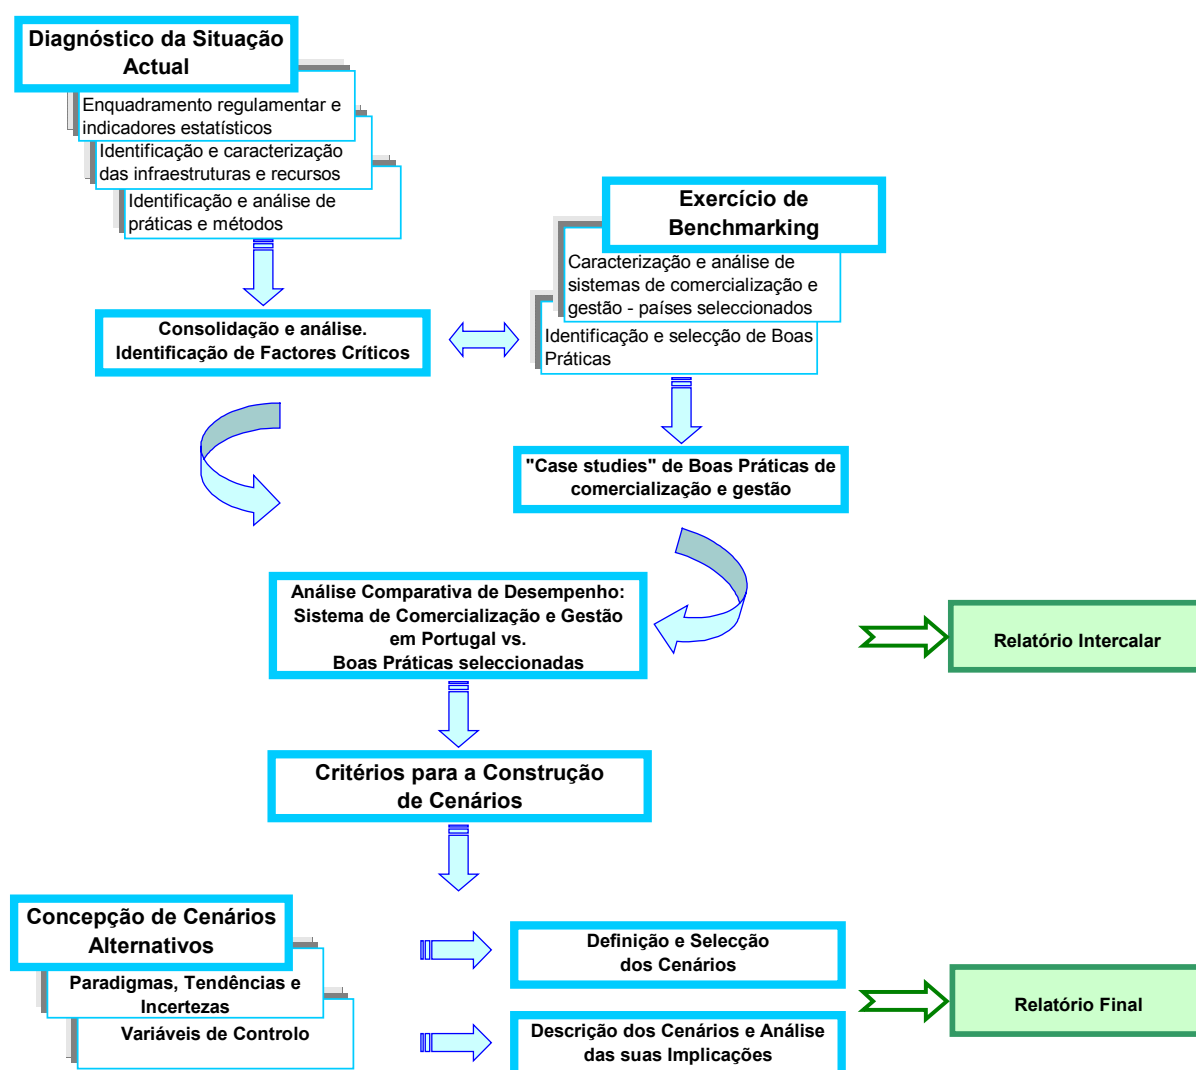 Diagnóstico da Situação
Actual
Enquadramento regulamentar e
indicadores estatísticos
Identificação e caracterização
das infraestruturas e recursos
Identificação e análise de
práticas e métodos
Exercício de
Benchmarking
Caracterização e análise de
sistemas de comercialização e
gestão - países seleccionados
Identificação e selecção de Boas
Práticas
Consolidação e análise.
Identificação de Factores Críticos
"Case studies" de Boas Práticas de
comercialização e gestão
Análise Comparativa de Desempenho:
Sistema de Comercialização e Gestão
em Portugal vs.
Boas Práticas seleccionadas
Relatório Intercalar
Critérios para a Construção
de Cenários
Concepção de Cenários
Alternativos
Paradigmas, Tendências e
Incertezas
Variáveis de Controlo
Definição e Selecção
dos Cenários
Descrição dos Cenários e Análise
das suas Implicações
Relatório Final